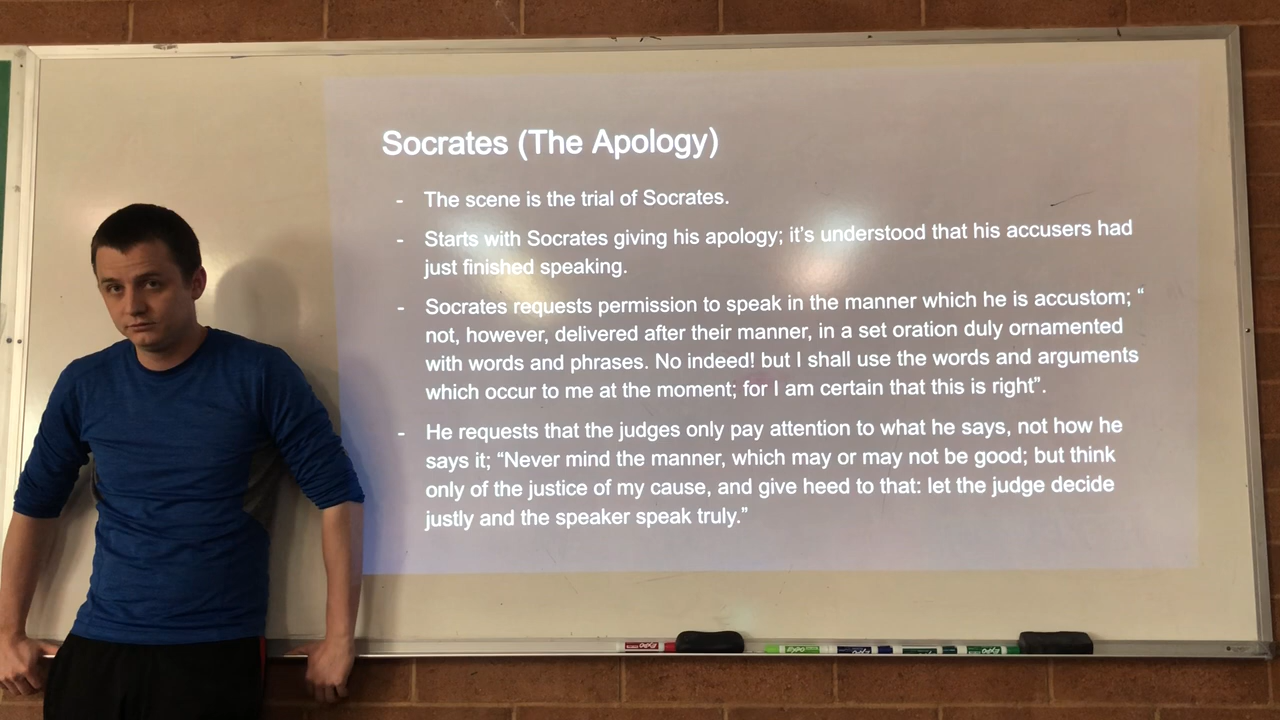 Socrates (The Apology)
- The scene is the trial of Socrates.
- Starts with Socrates giving his apology; it's understood that his accusers had
just finished speaking.
- Socrates requests permission to speak in the manner which he is accustom; “
not, however, delivered after their manner, in a set oration duly ornamented
with words and phrases. No indeed! but I shall use the words and arguments
which occur to me at the moment; for I am certain that this is right”.
- He requests that the judges only pay attention to what he says, not how he
says it; “Never mind the manner, which may or may not be good; but think
only of the justice of my cause, and give heed to that: let the judge decide
justly and the speaker speak truly.”
EXPO